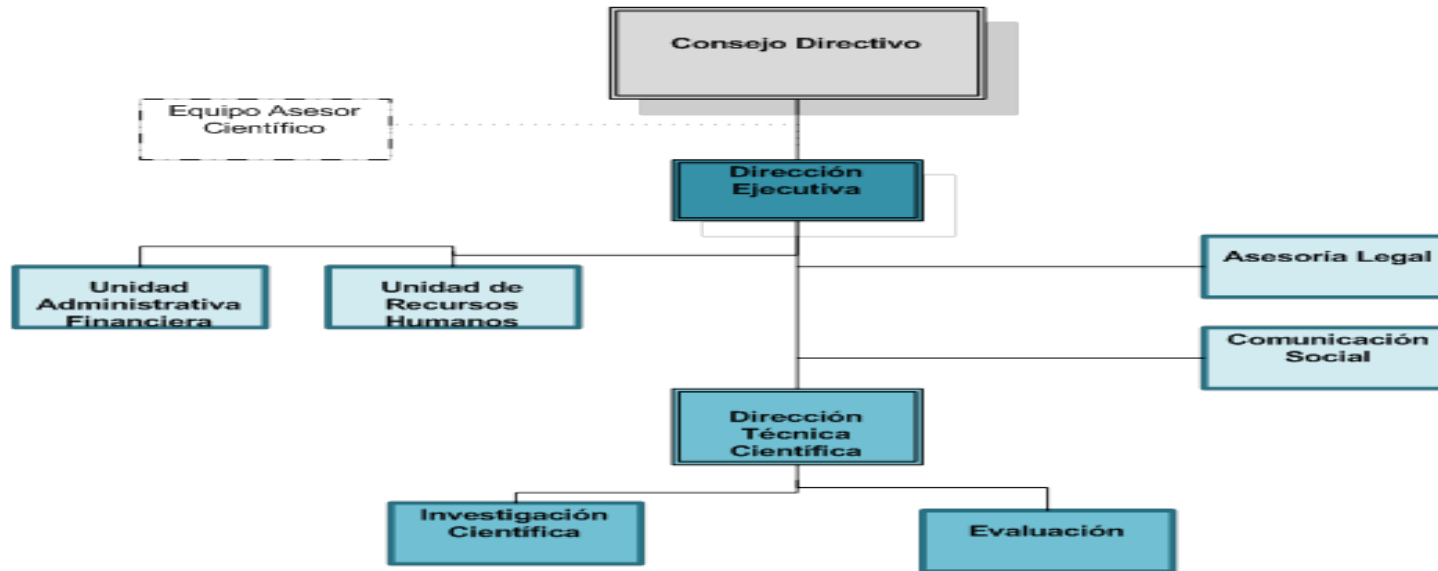 Consejo Directivo
Equipo Asesor
Científico
Dirección
Ejecutiva
Asesoría Legal
Unidad
Administrativa
Financiera
Unidad de
Recursos
Humanos
Comunicación
Social
Dirección
Técnica
Científica
Investigación
Científica
Evaluación